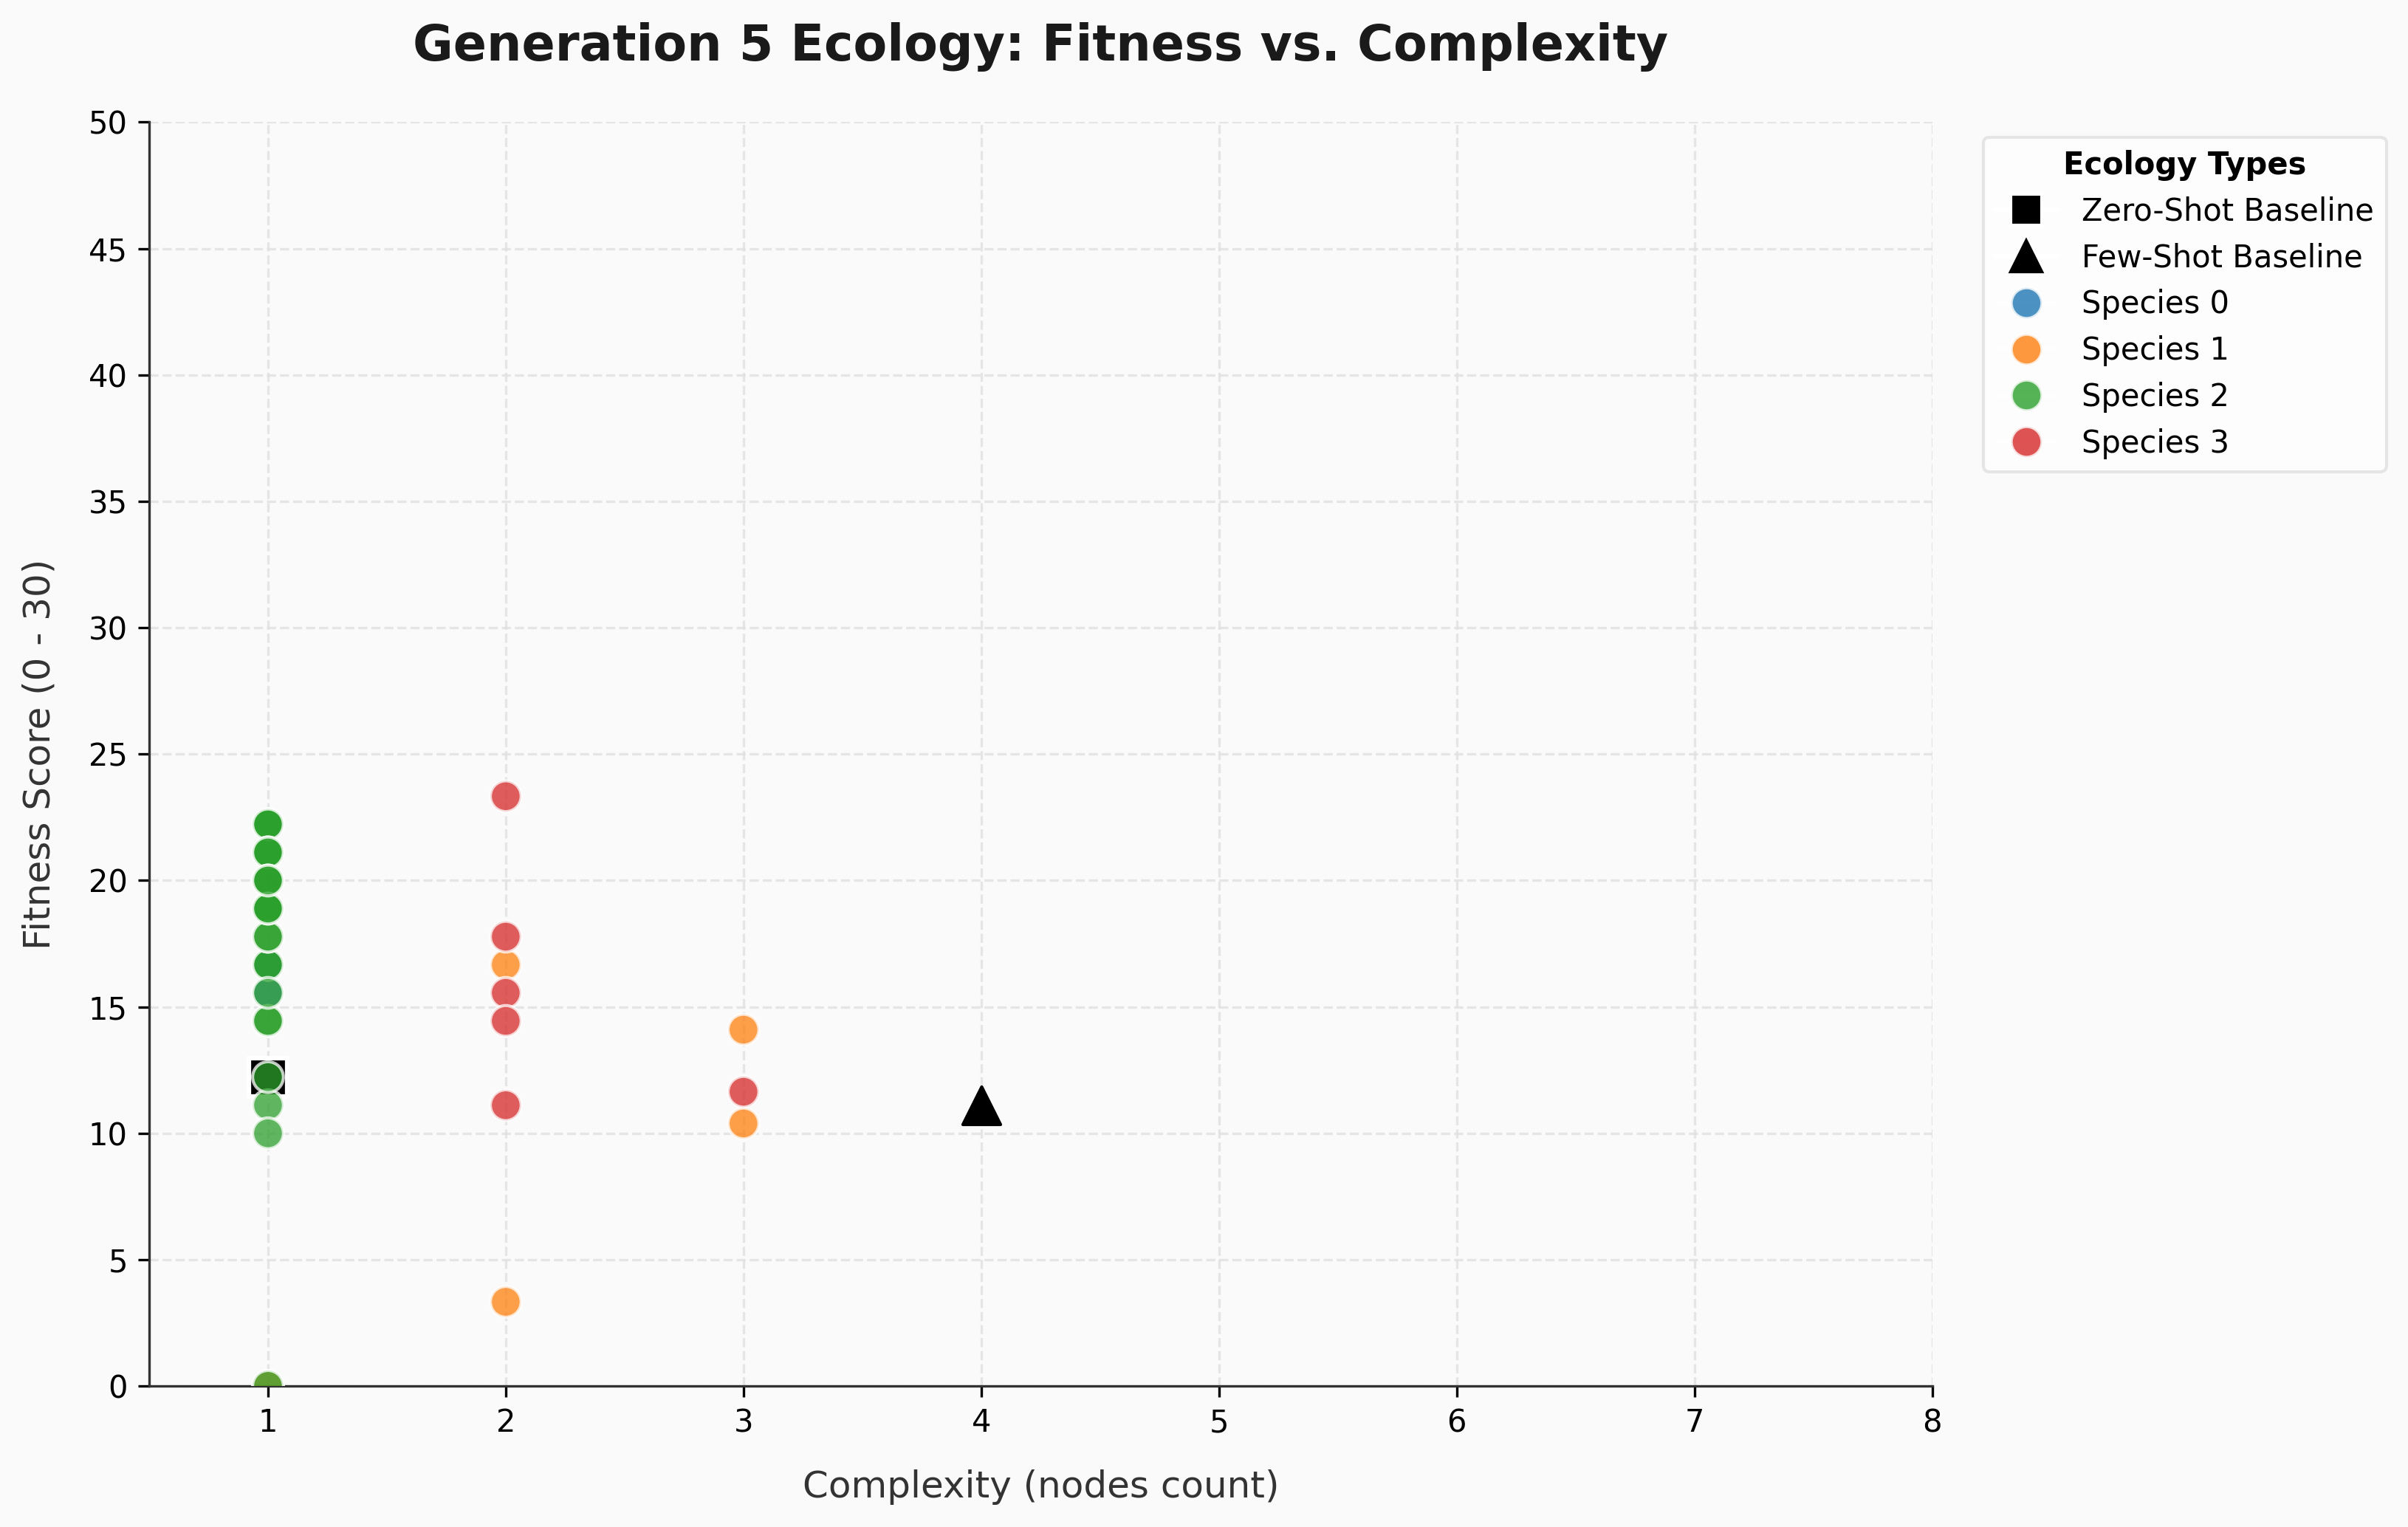 Generation 5 Ecology: Fitness vs. Complexity
50
45
40
35
30
25
20
15
10
5
0
Fitness Score (0 - 30)
1 2 3 4 5 6 7 8
Complexity (nodes count)
Ecology Types
Zero-Shot Baseline
Few-Shot Baseline
Species 0
Species 1
Species 2
Species 3